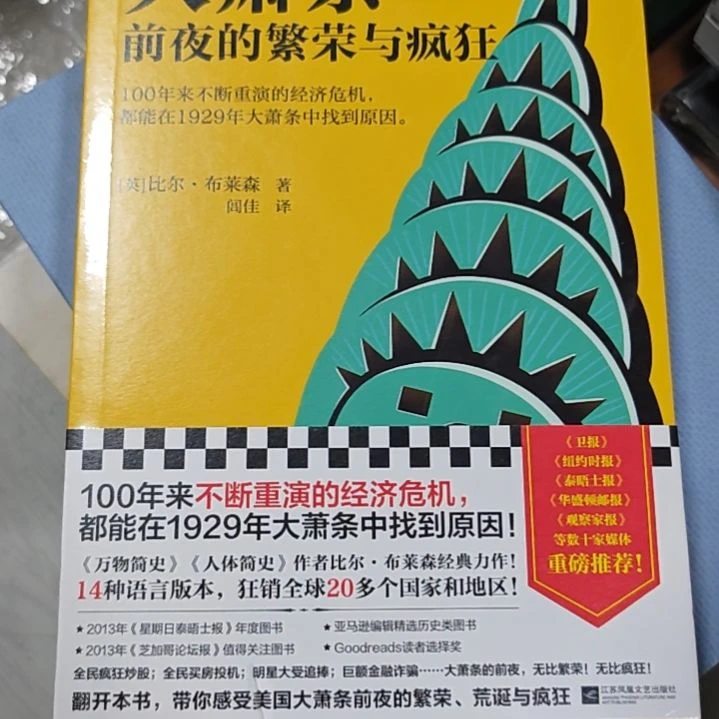 大萧条
前夜的繁荣与疯狂
100年来不断重演的经济危机，
都能在1929年大萧条中找到原因。
[英]比尔·布莱森 著
闾佳 译
《卫报》
《纽约时报》
《泰晤士报》
《华盛顿邮报》
《观察家报》
等数十家媒体
重磅推荐！
100年来不断重演的经济危机，
都能在1929年大萧条中找到原因！
《万物简史》《人体简史》作者比尔·布莱森经典力作！
14种语言版本，狂销全球20多个国家和地区！
★2013年《星期日泰晤士报》年度图书
★亚马逊编辑精选历史类图书
★2013年《芝加哥论坛报》值得关注图书
★Goodreads读者选择奖
全民疯狂炒股；全民买房投机；明星大受追捧；巨额金融诈骗……大萧条的前夜，无比繁荣！无比疯狂！
翻开本书，带你感受美国大萧条前夜的繁荣、荒诞与疯狂
江苏凤凰文艺出版社